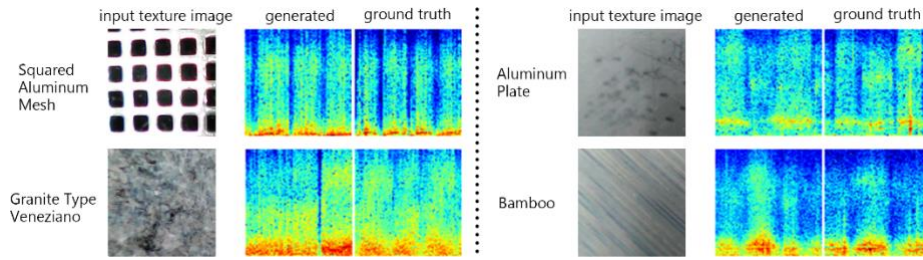 input texture image generated ground truth
Squared
Aluminum
Mesh
Granite Type
Veneziano
input texture image generated ground truth
Aluminum
Plate
Bamboo